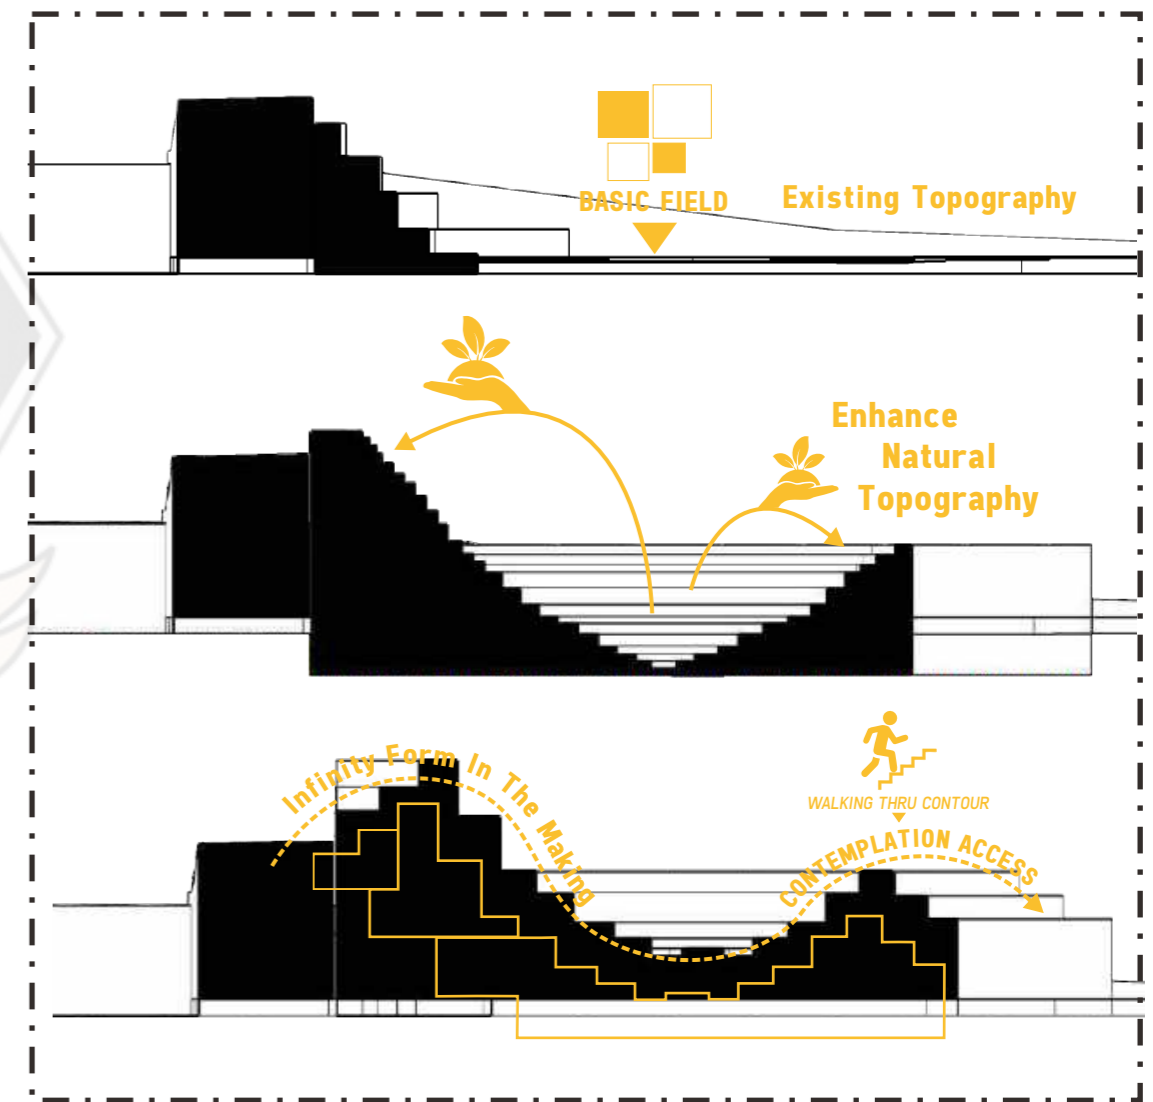 BASIC FIELD
Existing Topography
Enhance
Natural
Topography
Infinity Form In The Making
WALKING THRU CONTOUR
CONTEMPLATION ACCESS